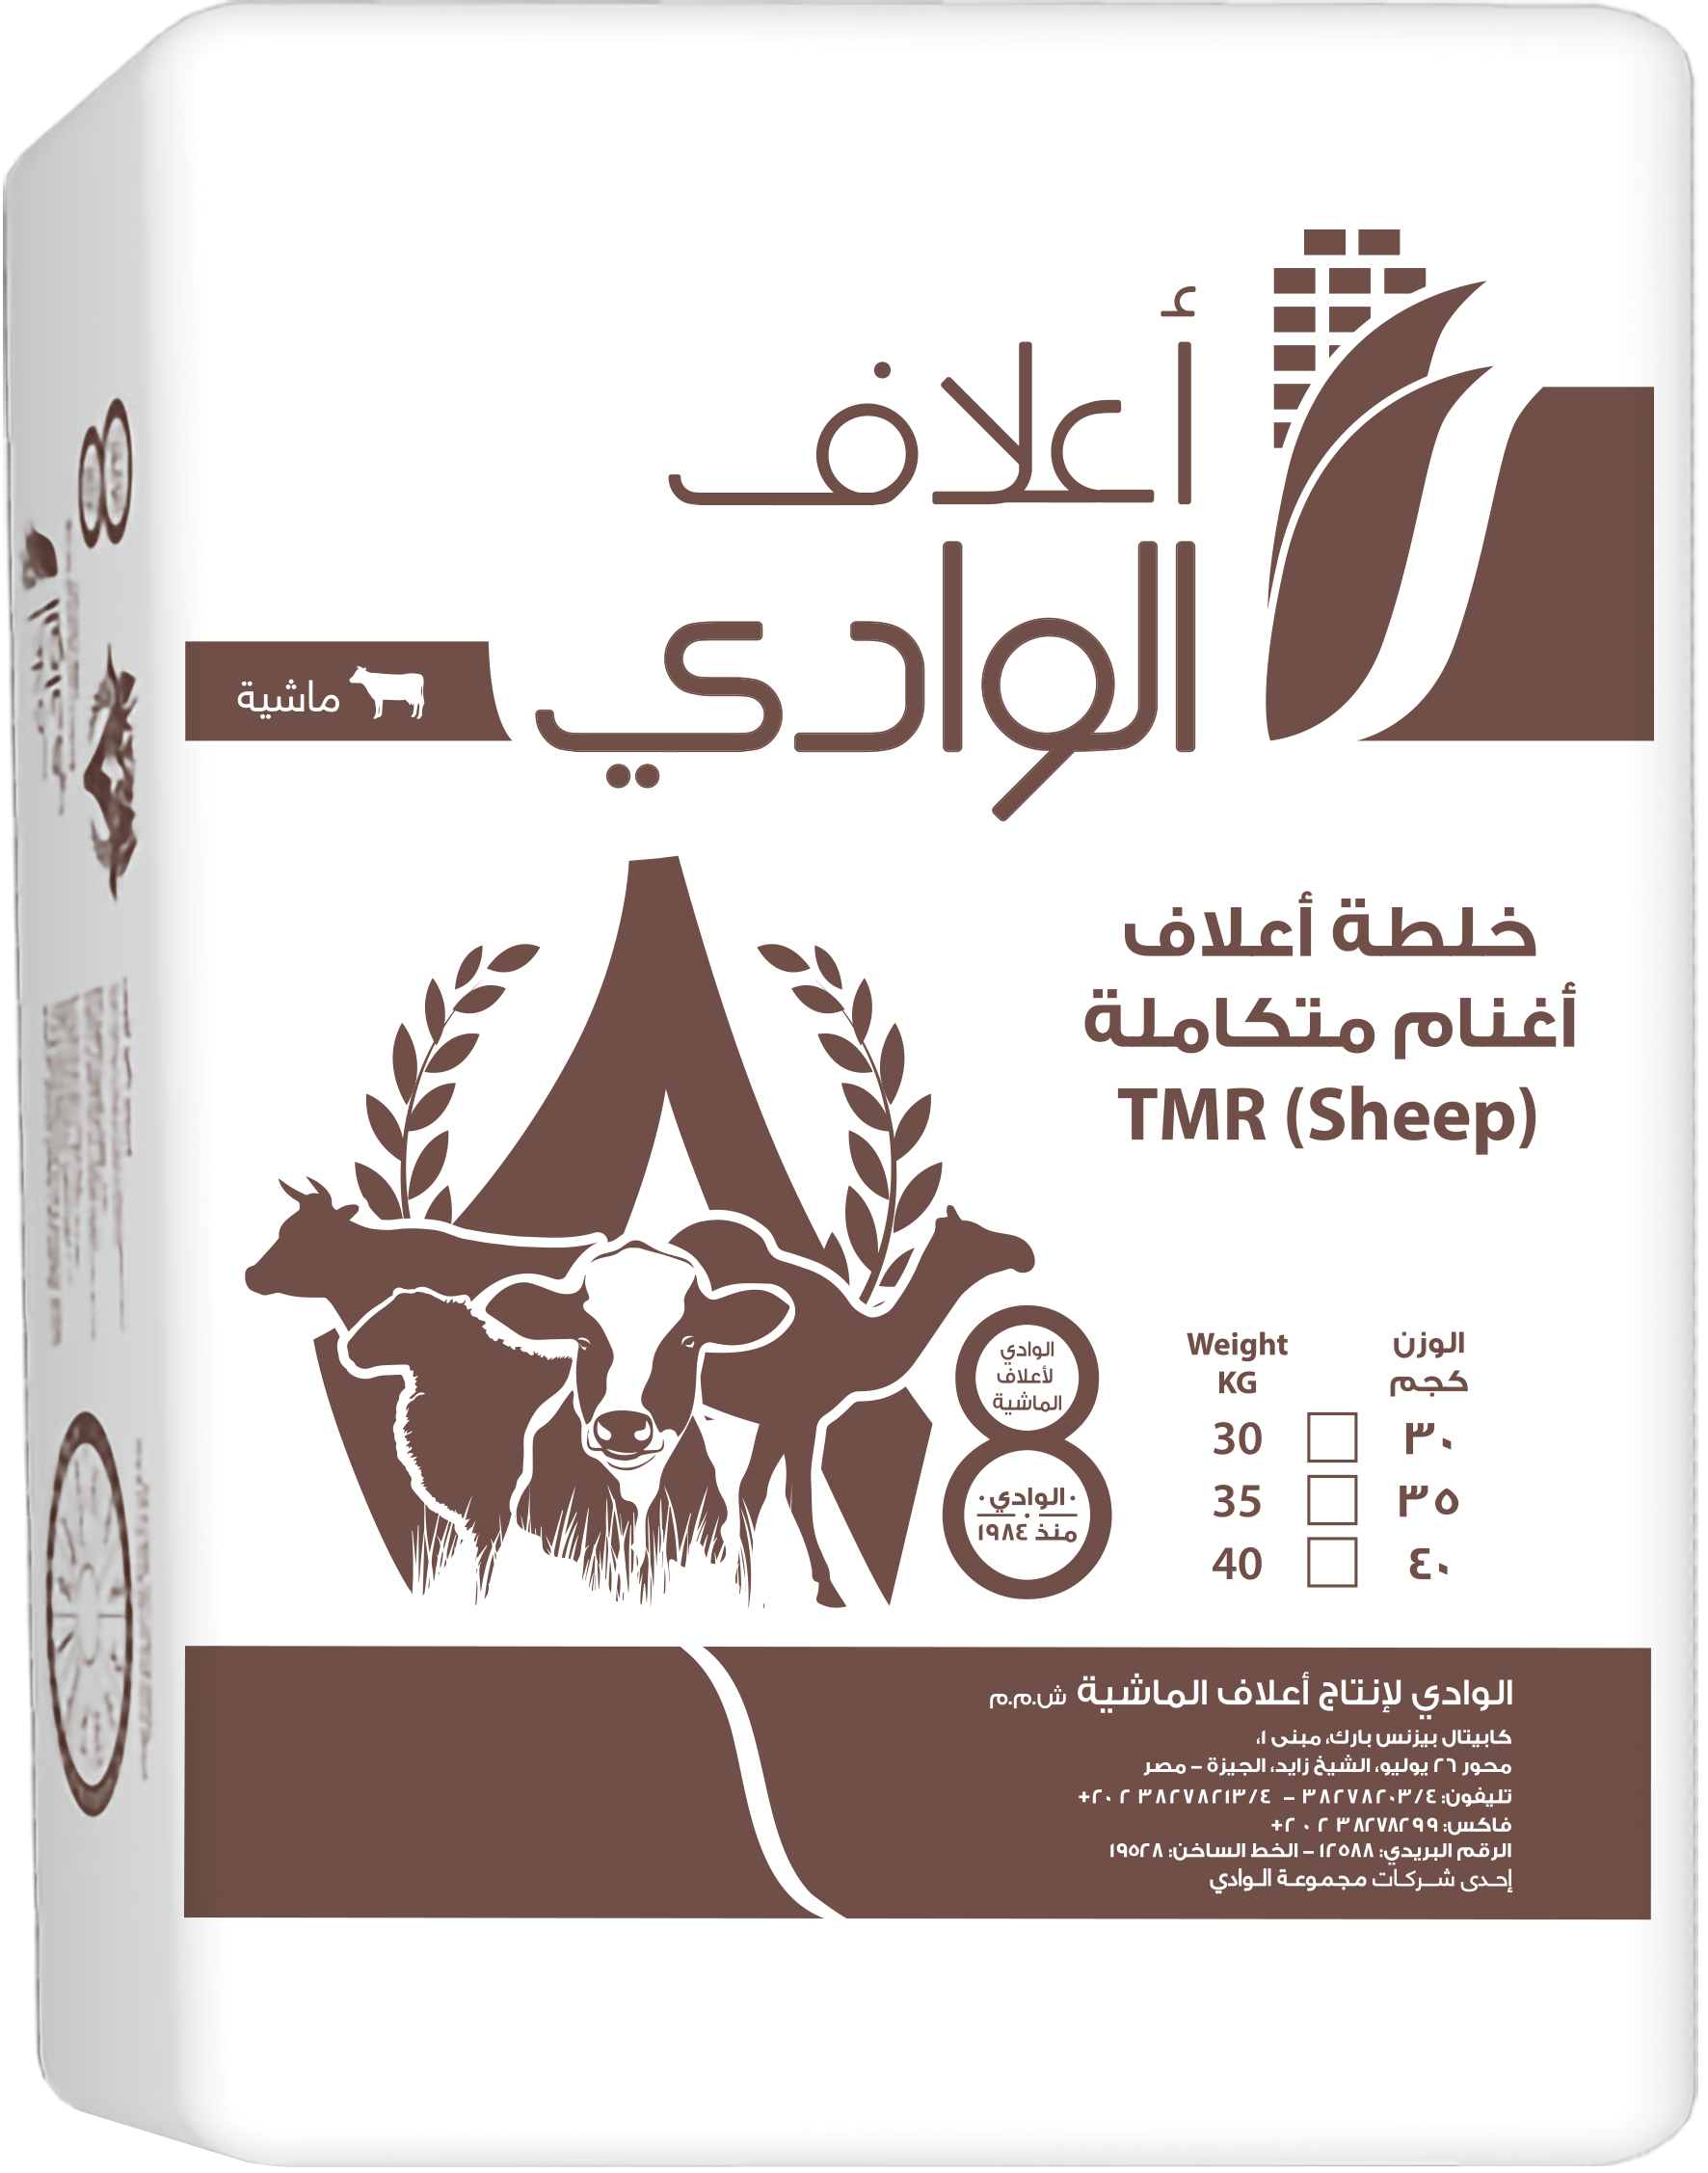 أعلاف
الوادي
ماشية
خلطة أعلاف
أغنام متكاملة
TMR (Sheep)
الوادي
لأعلاف
الماشية
الوادي
منذ ١٩٨٤
الوزن Weight
كجم KG
٣٠ 30
٣٥ 35
٤٠ 40
الوادي لإنتاج أعلاف الماشية ش.م.م
كابيتال بيزنس بارك، مبنى ١،
محور ٢٦ يوليو، الشيخ زايد، الجيزة – مصر
تليفون: ٣٨٢٧٨٢٠٣/٤ – ٣٨٢٧٨٢١٣/٤ ٢ ٢٠+
فاكس: ٣٨٢٧٨٢٩٩ ٢ ٢٠+
الرقم البريدي: ١٢٥٨٨ – الخط الساخن: ١٩٥٢٨
إحدى شركات مجموعة الوادي